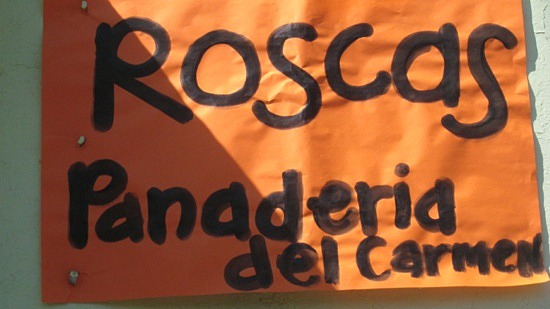 Roscas
Panaderia
del Carmen